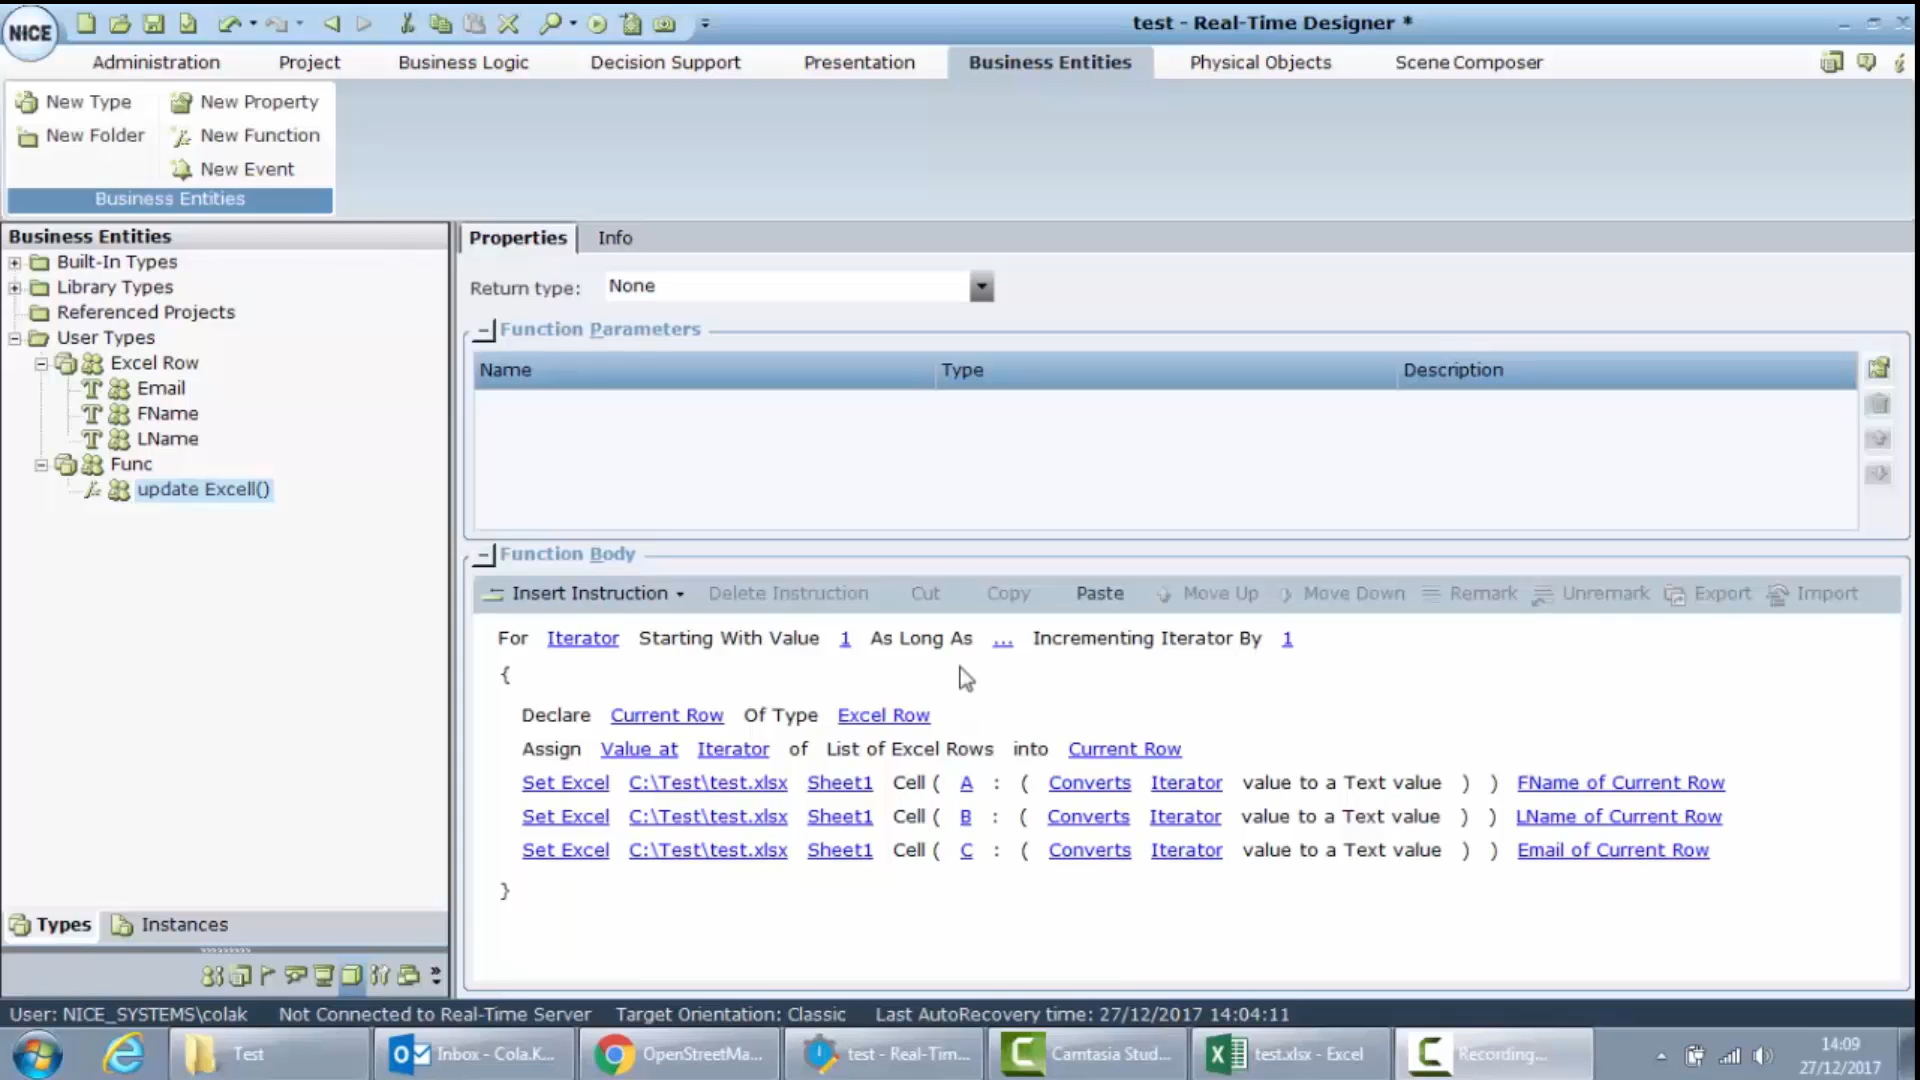 NICE
test - Real-Time Designer *
Administration Project Business Logic Decision Support Presentation Business Entities Physical Objects Scene Composer
New Type New Property
New Folder New Function
New Event
Business Entities
Business Entities
Built-In Types
Library Types
Referenced Projects
User Types
Excel Row
Email
FName
LName
Func
update Excell()
Types Instances
Properties Info
Return type: None
Function Parameters
Name Type Description
Function Body
Insert Instruction Delete Instruction Cut Copy Paste Move Up Move Down Remark Unremark Export Import
For Iterator Starting With Value 1 As Long As ... Incrementing Iterator By 1
{
Declare Current Row Of Type Excel Row
Assign Value at Iterator of List of Excel Rows into Current Row
Set Excel C:\Test\test.xlsx Sheet1 Cell ( A : ( Converts Iterator value to a Text value ) ) FName of Current Row
Set Excel C:\Test\test.xlsx Sheet1 Cell ( B : ( Converts Iterator value to a Text value ) ) LName of Current Row
Set Excel C:\Test\test.xlsx Sheet1 Cell ( C : ( Converts Iterator value to a Text value ) ) Email of Current Row
}
User: NICE_SYSTEMS\colak Not Connected to Real-Time Server Target Orientation: Classic Last AutoRecovery time: 27/12/2017 14:04:11
Test Inbox - Cola.K... OpenStreetMa... test - Real-Tim... Camtasia Stud... test.xlsx - Excel Recording...
14:09
27/12/2017